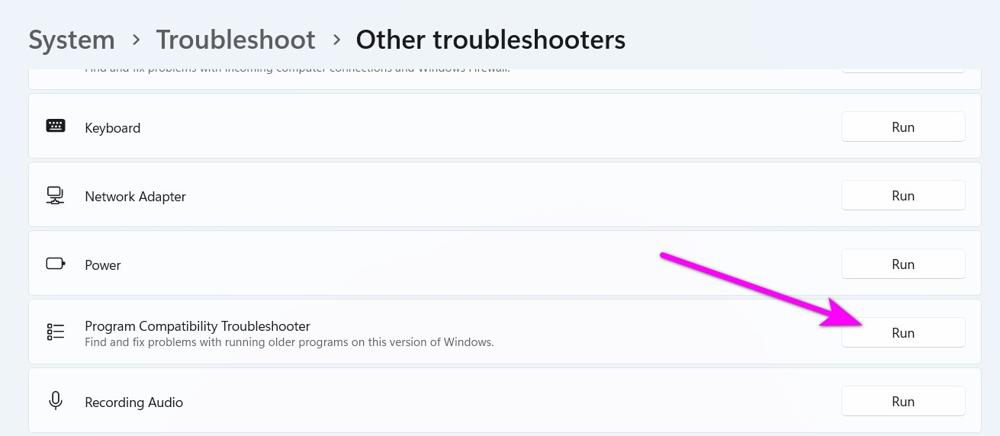 System > Troubleshoot > Other troubleshooters
Find and fix problems with incoming computer connections and Windows Firewall.
Keyboard
Run
Network Adapter
Run
Power
Run
Program Compatibility Troubleshooter
Find and fix problems with running older programs on this version of Windows.
Run
Recording Audio
Run